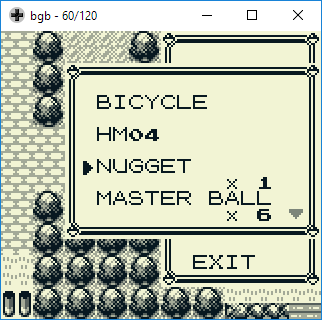 bgb - 60/120
BICYCLE
HM04
NUGGET
× 1
MASTER BALL
× 6
EXIT